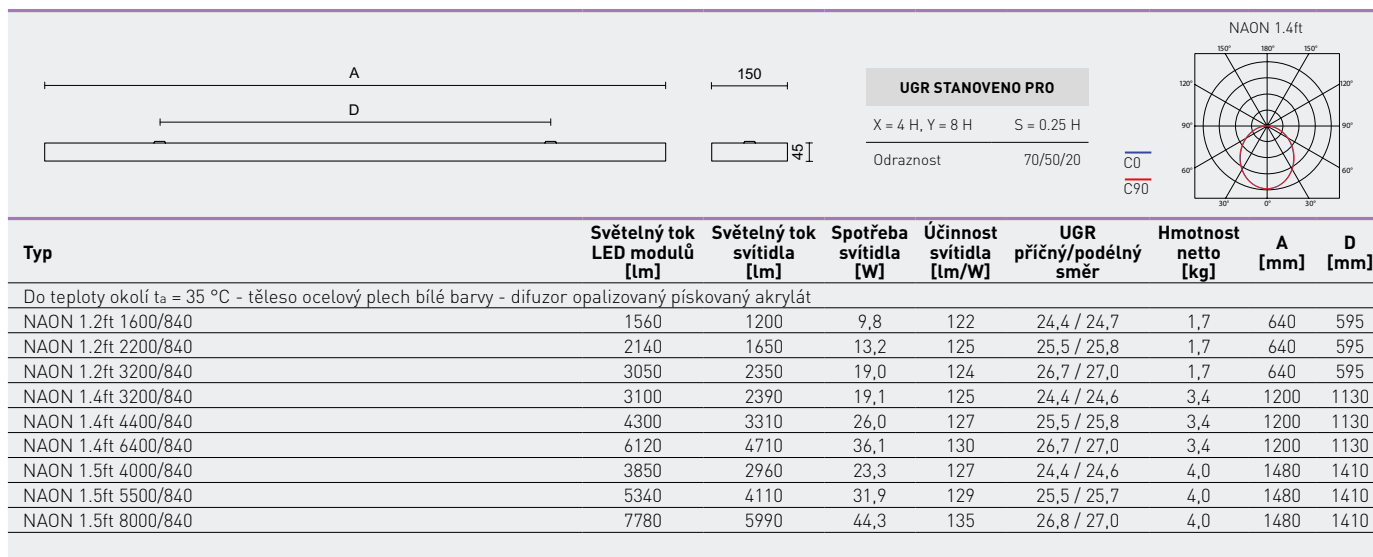 NAON 1.4ft
150° 180° 150°
120° 120°
90° 90°
60° 60°
30° 0° 30°
C0
C90
A
D
150
45
UGR STANOVENO PRO
X = 4 H, Y = 8 H S = 0.25 H
Odraznost 70/50/20
Typ Světelný tok LED modulů [lm] Světelný tok svítidla [lm] Spotřeba svítidla [W] Účinnost svítidla [lm/W] UGR příčný/podélný směr Hmotnost netto [kg] A [mm] D [mm]
Do teploty okolí ta = 35 °C - těleso ocelový plech bílé barvy - difuzor opalizovaný pískovaný akrylát
NAON 1.2ft 1600/840 1560 1200 9,8 122 24,4 / 24,7 1,7 640 595
NAON 1.2ft 2200/840 2140 1650 13,2 125 25,5 / 25,8 1,7 640 595
NAON 1.2ft 3200/840 3050 2350 19,0 124 26,7 / 27,0 1,7 640 595
NAON 1.4ft 3200/840 3100 2390 19,1 125 24,4 / 24,6 3,4 1200 1130
NAON 1.4ft 4400/840 4300 3310 26,0 127 25,5 / 25,8 3,4 1200 1130
NAON 1.4ft 6400/840 6120 4710 36,1 130 26,7 / 27,0 3,4 1200 1130
NAON 1.5ft 4000/840 3850 2960 23,3 127 24,4 / 24,6 4,0 1480 1410
NAON 1.5ft 5500/840 5340 4110 31,9 129 25,5 / 25,7 4,0 1480 1410
NAON 1.5ft 8000/840 7780 5990 44,3 135 26,8 / 27,0 4,0 1480 1410